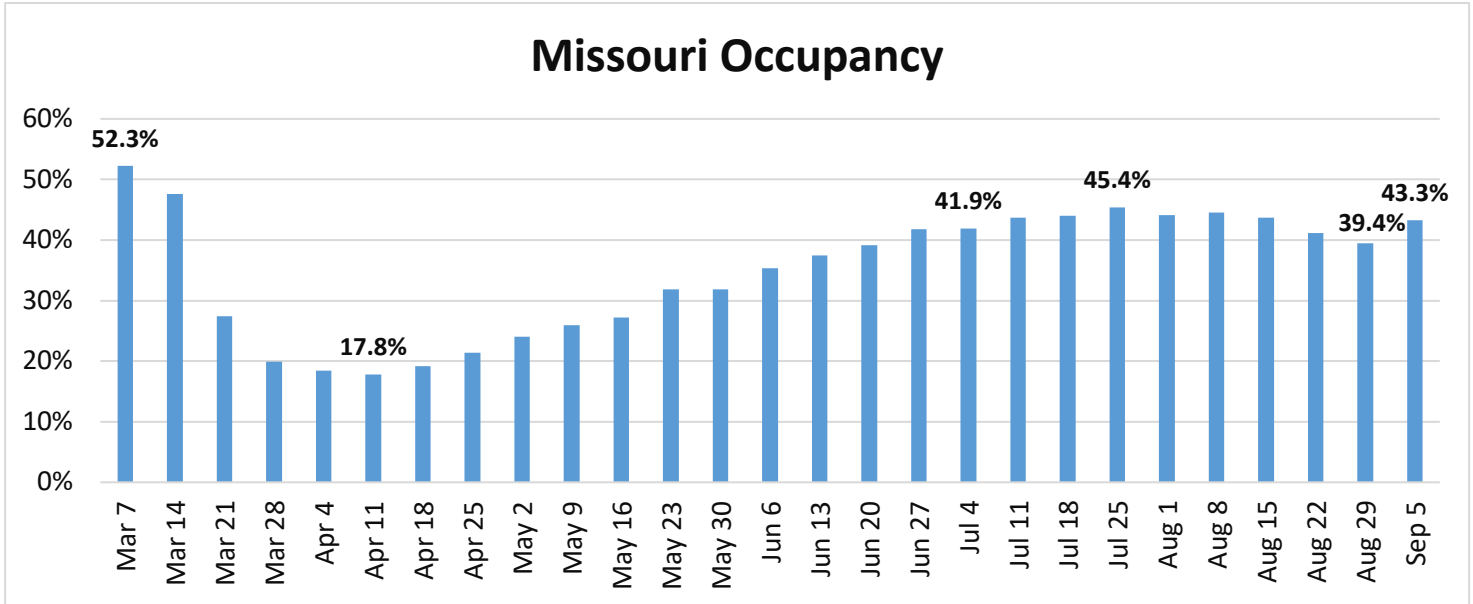 Missouri Occupancy
60%
52.3%
50%
45.4%
41.9%
43.3%
39.4%
40%
30%
17.8%
20%
10%
0%
Mar 7
Mar 14
Mar 21
Mar 28
Apr 4
Apr 11
Apr 18
Apr 25
May 2
May 9
May 16
May 23
May 30
Jun 6
Jun 13
Jun 20
Jun 27
Jul 4
Jul 11
Jul 18
Jul 25
Aug 1
Aug 8
Aug 15
Aug 22
Aug 29
Sep 5